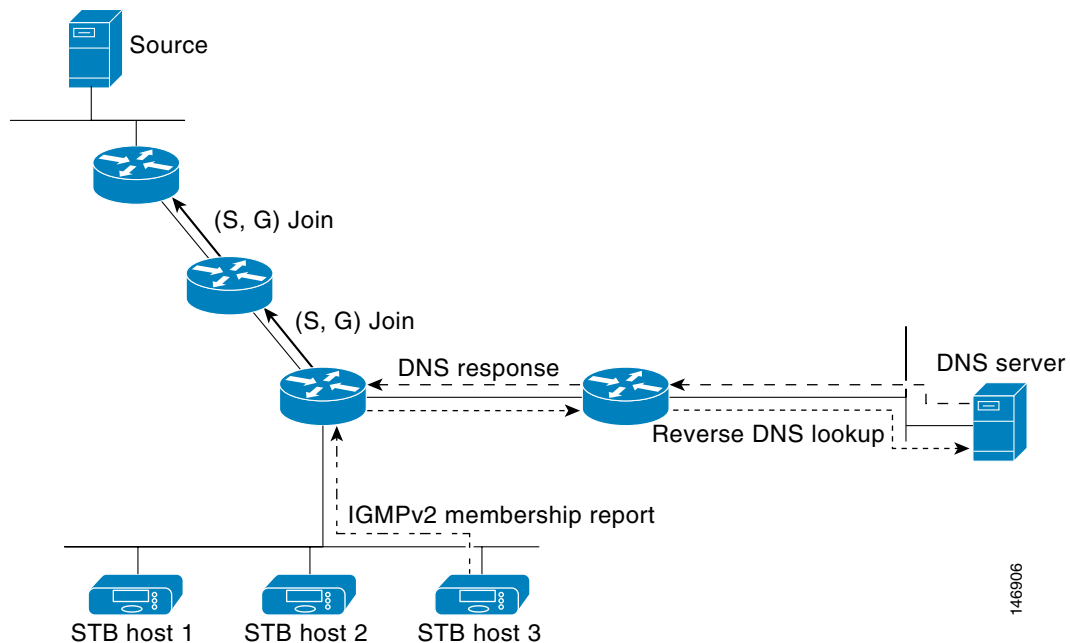 Source
(S, G) Join
(S, G) Join
DNS response
DNS server
Reverse DNS lookup
IGMPv2 membership report
STB host 1
STB host 2
STB host 3
146906